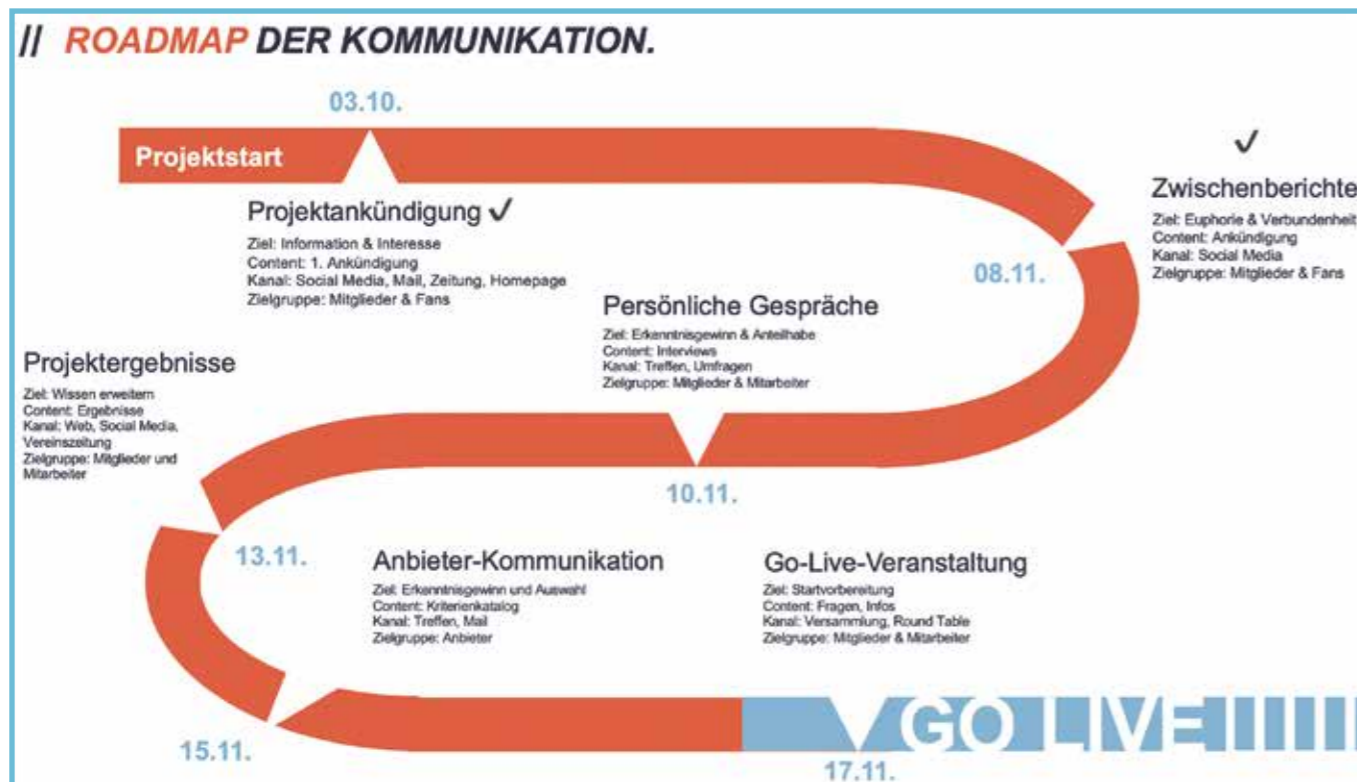 // ROADMAP DER KOMMUNIKATION.
03.10.
Projektstart
Projektankündigung ✓
Ziel: Information & Interesse
Content: 1. Ankündigung
Kanal: Social Media, Mail, Zeitung, Homepage
Zielgruppe: Mitglieder & Fans
✓
Zwischenberichte
Ziel: Euphorie & Verbundenheit
Content: Ankündigung
Kanal: Social Media
Zielgruppe: Mitglieder & Fans
08.11.
Persönliche Gespräche
Ziel: Erkenntnisgewinn & Anteilhabe
Content: Interviews
Kanal: Treffen, Umfragen
Zielgruppe: Mitglieder & Mitarbeiter
10.11.
Projektergebnisse
Ziel: Wissen erweitern
Content: Ergebnisse
Kanal: Web, Social Media,
Vereinszeitung
Zielgruppe: Mitglieder und
Mitarbeiter
13.11.
Anbieter-Kommunikation
Ziel: Erkenntnisgewinn und Auswahl
Content: Kriterienkatalog
Kanal: Treffen, Mail
Zielgruppe: Anbieter
15.11.
Go-Live-Veranstaltung
Ziel: Startvorbereitung
Content: Fragen, Infos
Kanal: Versammlung, Round Table
Zielgruppe: Mitglieder & Mitarbeiter
GO LIVE
17.11.